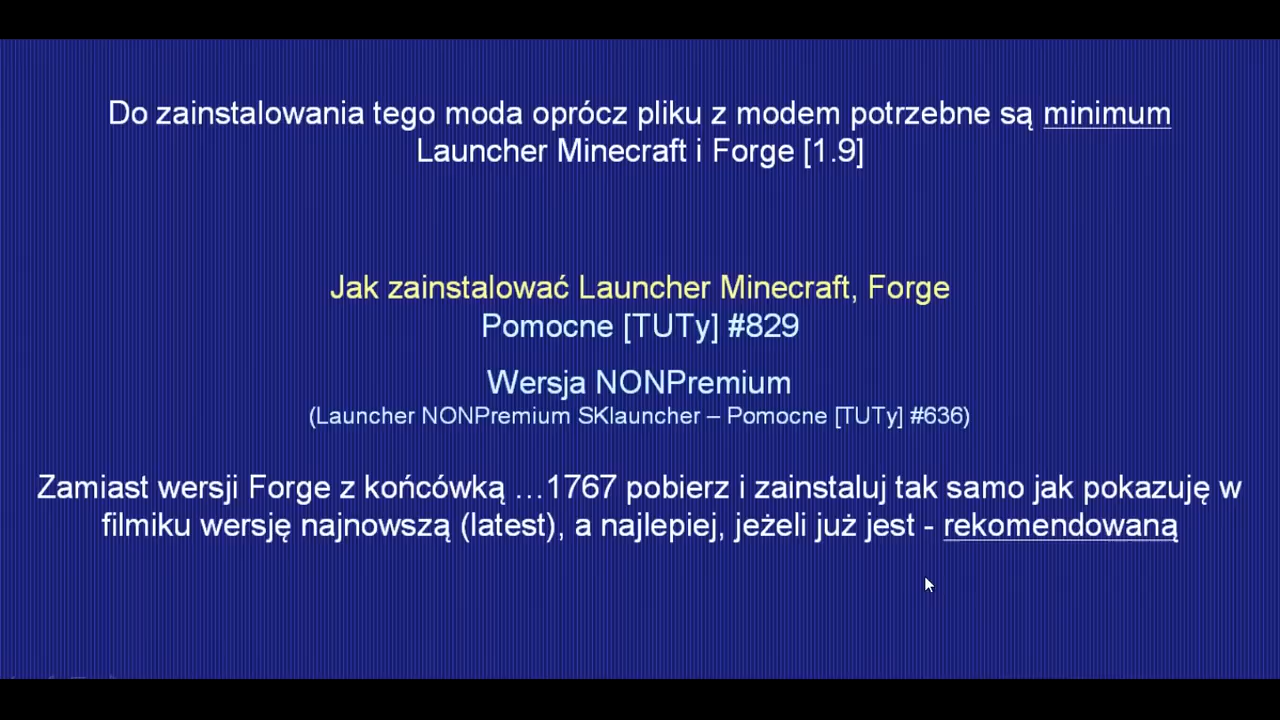 Do zainstalowania tego moda oprócz pliku z modem potrzebne są minimum
Launcher Minecraft i Forge [1.9]
Jak zainstalować Launcher Minecraft, Forge
Pomocne [TUTy] #829
Wersja NONPremium
(Launcher NONPremium SKlauncher – Pomocne [TUTy] #636)
Zamiast wersji Forge z końcówką …1767 pobierz i zainstaluj tak samo jak pokazuję w
filmiku wersję najnowszą (latest), a najlepiej, jeżeli już jest - rekomendowaną